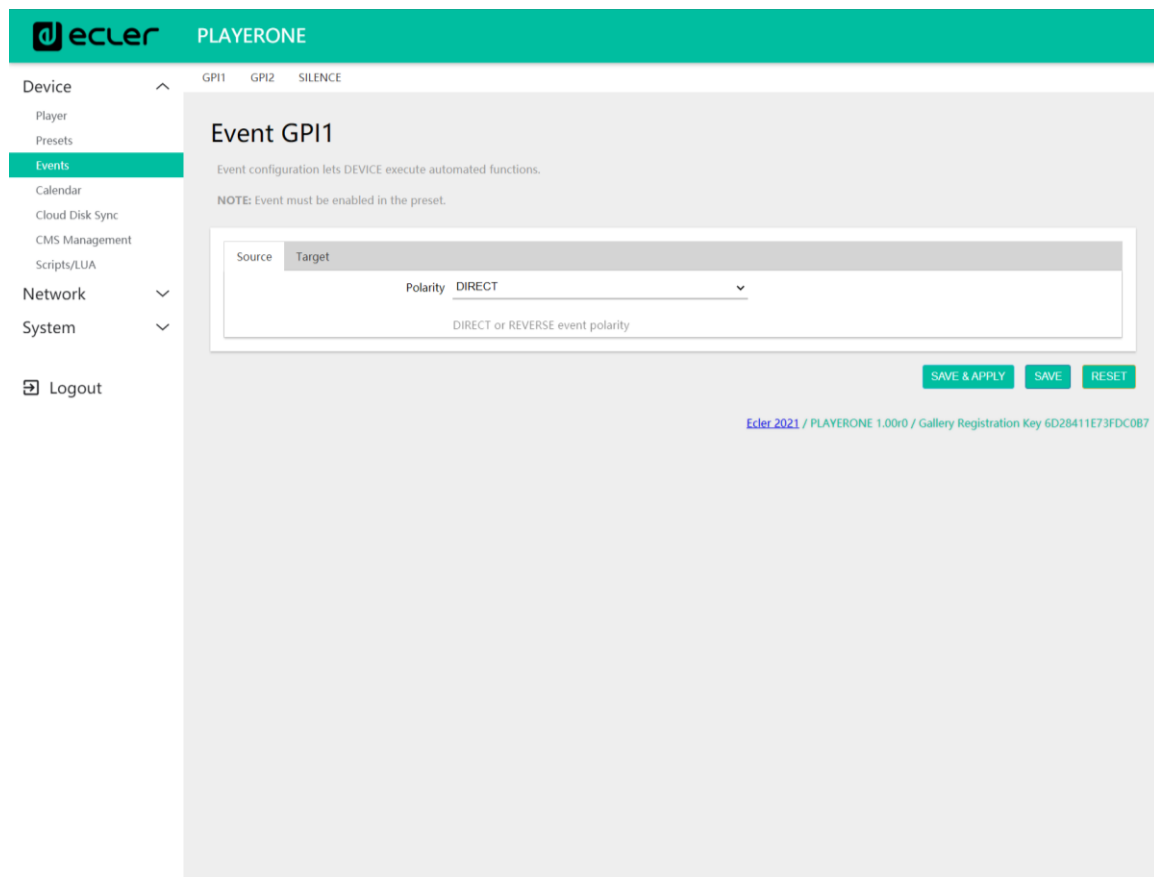 ecler
PLAYERONE
Device
Player
Presets
Events
Calendar
Cloud Disk Sync
CMS Management
Scripts/LUA
Network
System
Logout
GPI1 GPI2 SILENCE
Event GPI1
Event configuration lets DEVICE execute automated functions.
NOTE: Event must be enabled in the preset.
Source Target
Polarity DIRECT
DIRECT or REVERSE event polarity
SAVE & APPLY SAVE RESET
Ecler 2021 / PLAYERONE 1.00r0 / Gallery Registration Key 6D28411E73FDC0B7